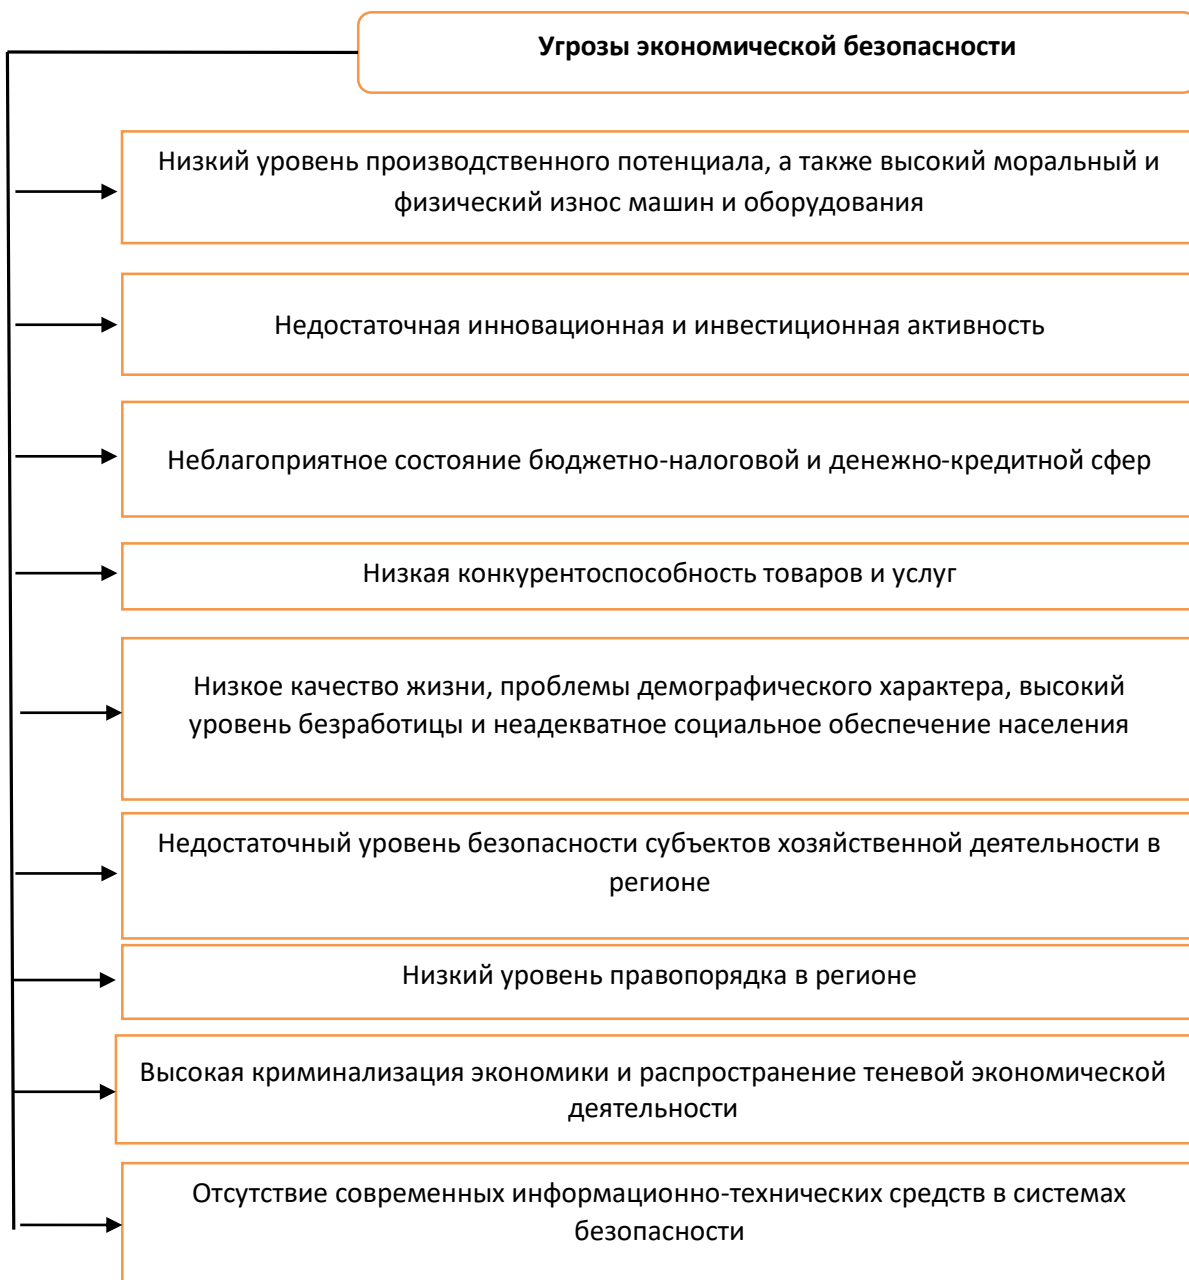 Угрозы экономической безопасности
Низкий уровень производственного потенциала, а также высокий моральный и
физический износ машин и оборудования
Недостаточная инновационная и инвестиционная активность
Неблагоприятное состояние бюджетно-налоговой и денежно-кредитной сфер
Низкая конкурентоспособность товаров и услуг
Низкое качество жизни, проблемы демографического характера, высокий
уровень безработицы и неадекватное социальное обеспечение населения
Недостаточный уровень безопасности субъектов хозяйственной деятельности в
регионе
Низкий уровень правопорядка в регионе
Высокая криминализация экономики и распространение теневой экономической
деятельности
Отсутствие современных информационно-технических средств в системах
безопасности